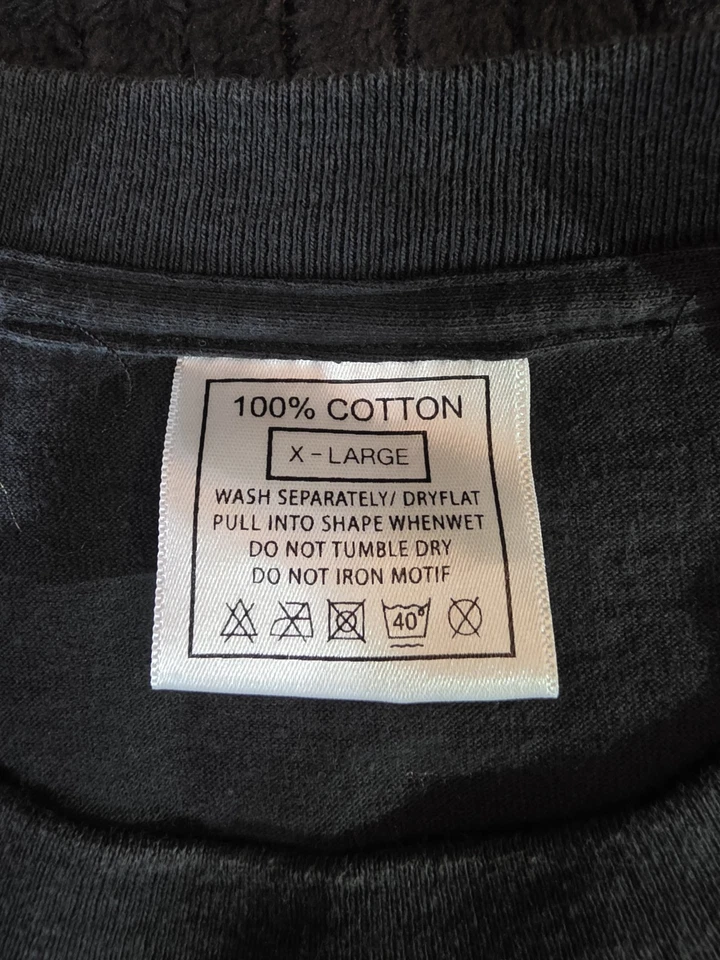 100% COTTON
X - LARGE
WASH SEPARATELY/ DRYFLAT
PULL INTO SHAPE WHENWET
DO NOT TUMBLE DRY
DO NOT IRON MOTIF
40°